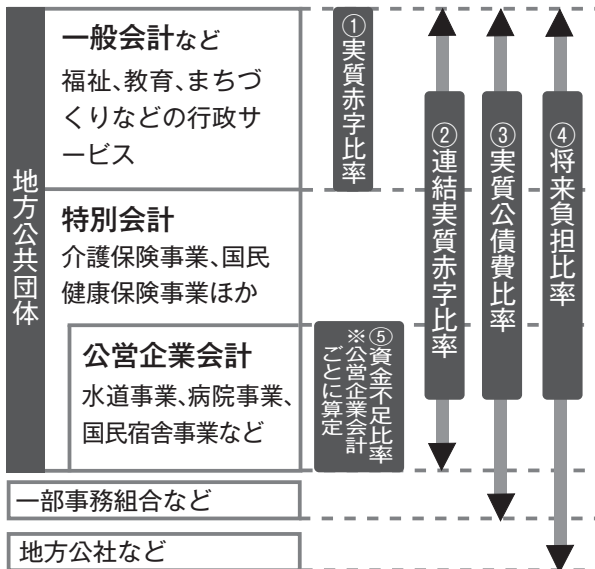 地方公共団体
一般会計など
福祉、教育、まちづ
くりなどの行政サ
ービス
特別会計
介護保険事業、国民
健康保険事業ほか
公営企業会計
水道事業、病院事業、
国民宿舎事業など
一部事務組合など
地方公社など
①実質赤字比率
②連結実質赤字比率
③実質公債費比率
④将来負担比率
⑤資金不足比率
※公営企業会計
ごとに算定